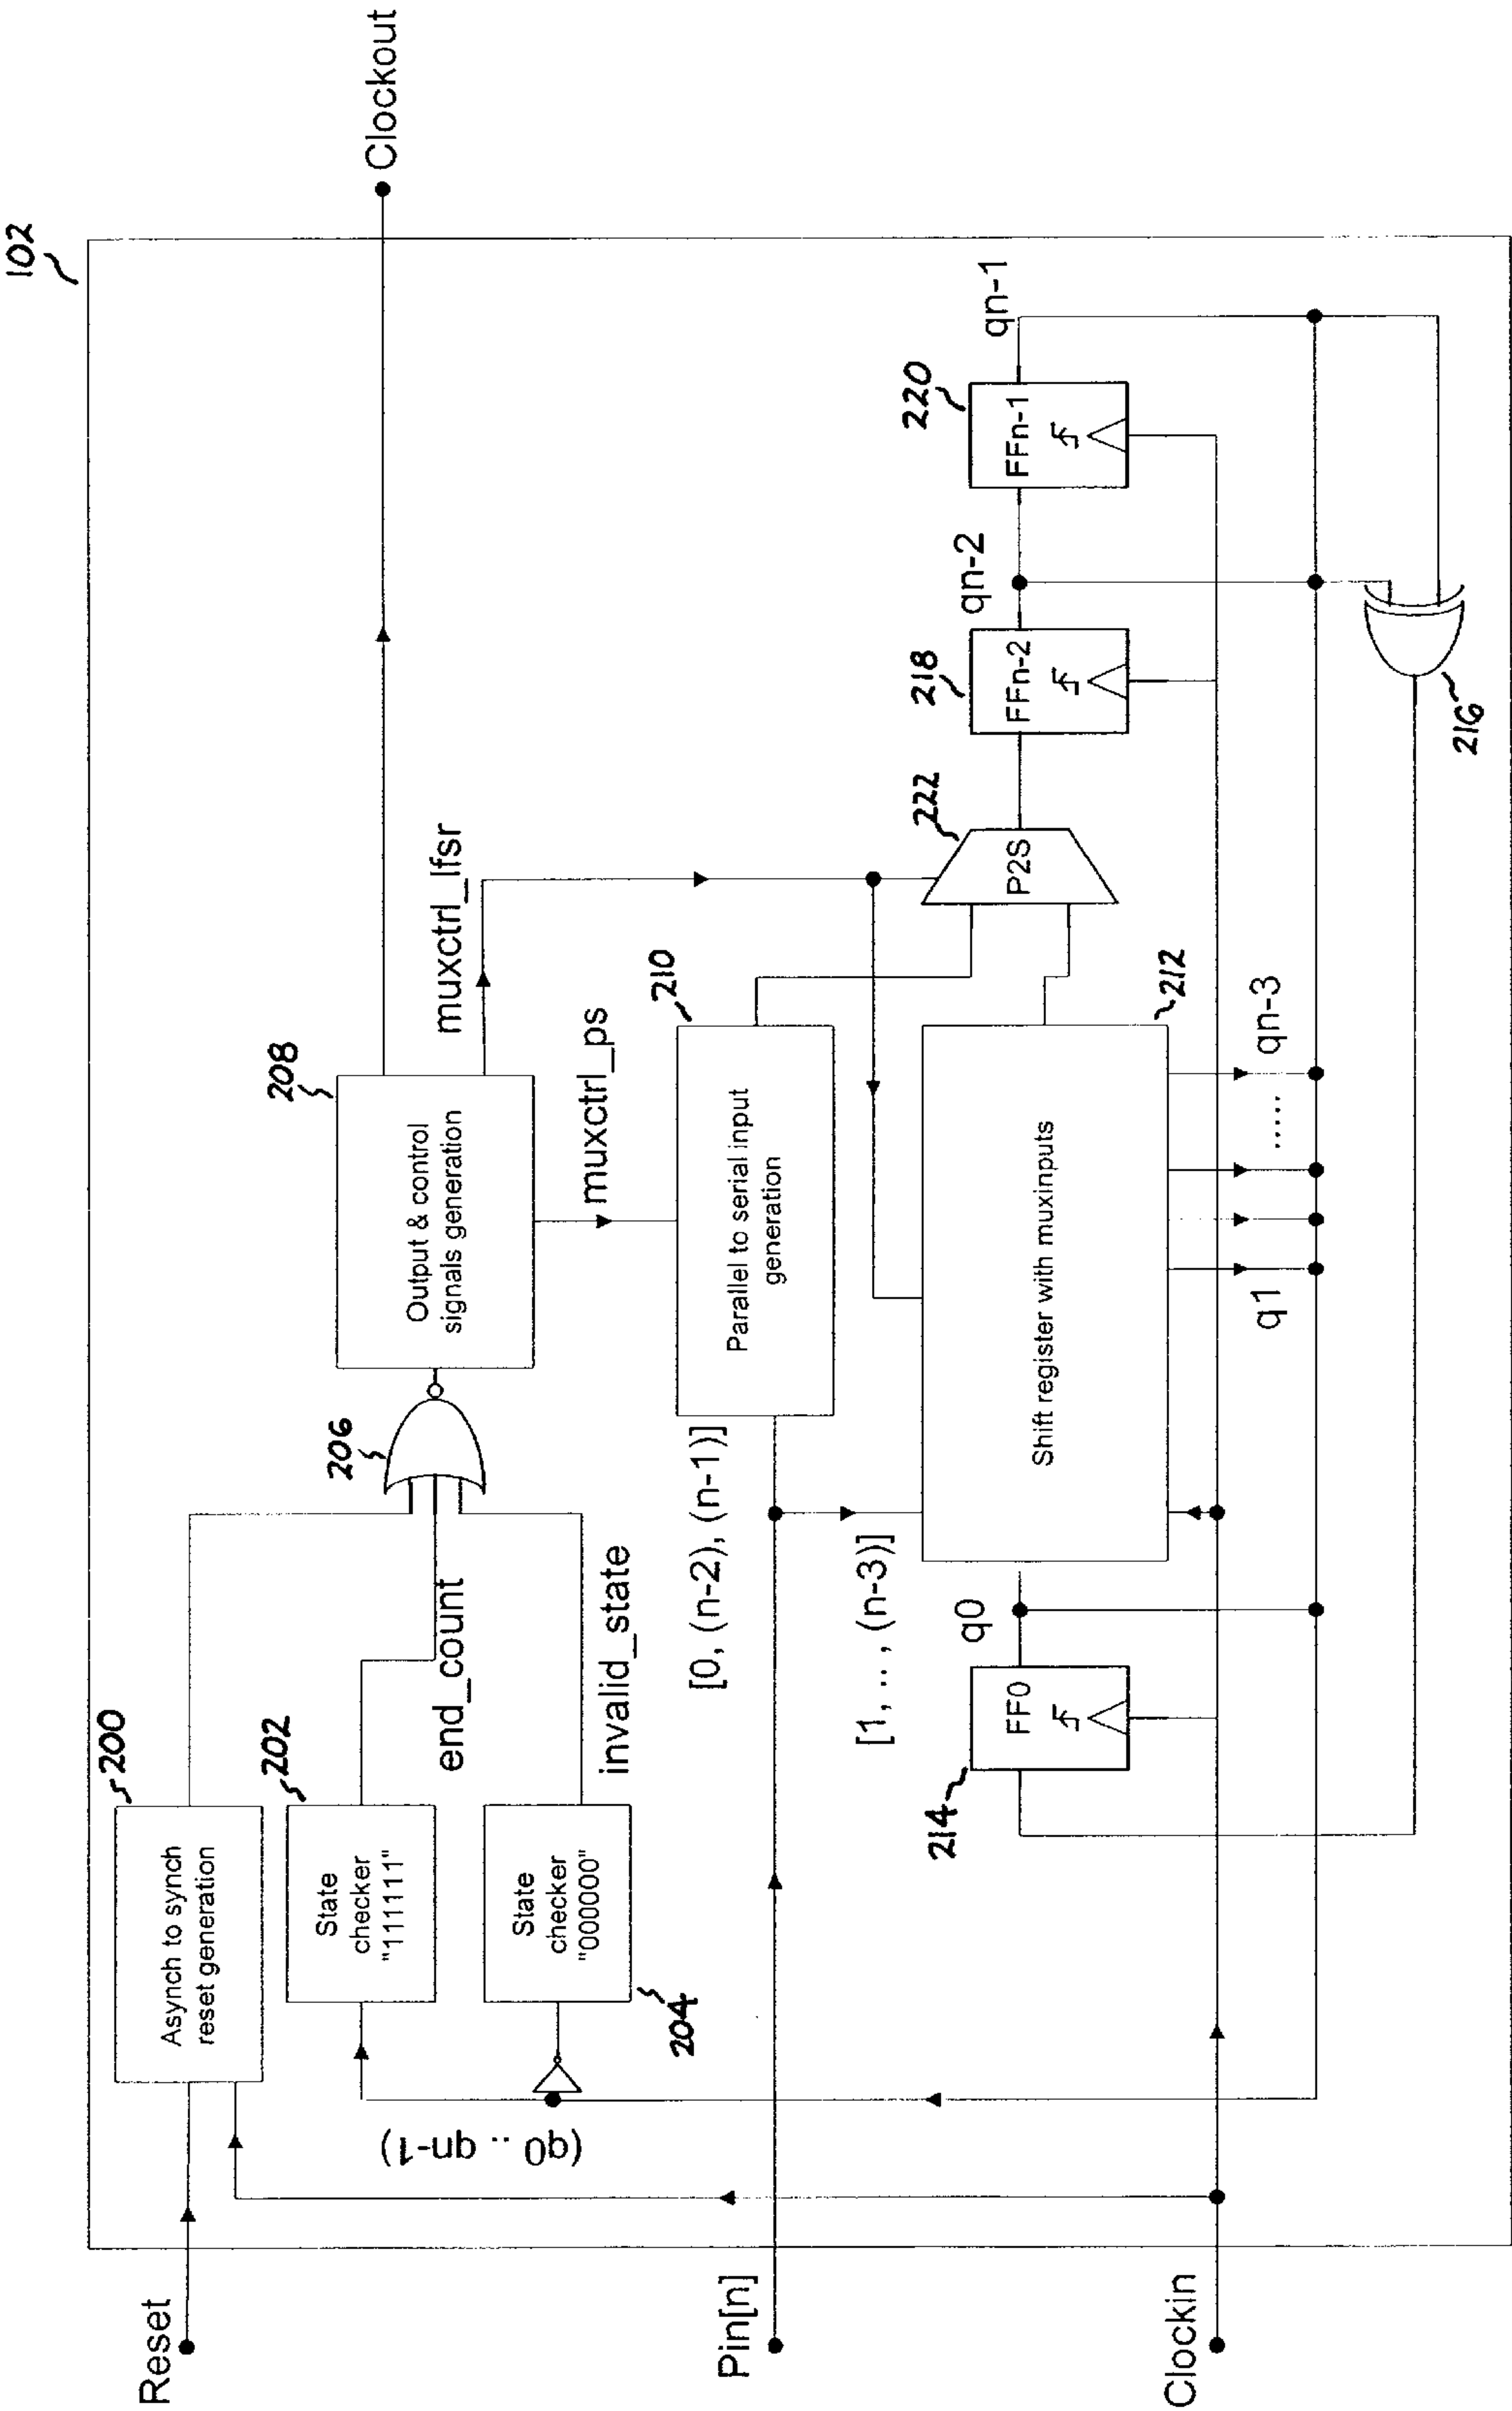 102
Reset
Pin[n]
Clockin
Clockout
200
Asynch to synch
reset generation
202
State
checker
"111111"
end_count
State
checker
"000000"
204
invalid_state
(q0 .. qn-1)
206
208
Output & control
signals generation
muxctrl_lfsr
muxctrl_ps
210
Parallel to serial input
generation
[0, (n-2), (n-1)]
[1, .. , (n-3)]
212
Shift register with muxinputs
q1
.....
qn-3
214
FF0
q0
222
P2S
218
FFn-2
qn-2
220
FFn-1
qn-1
216